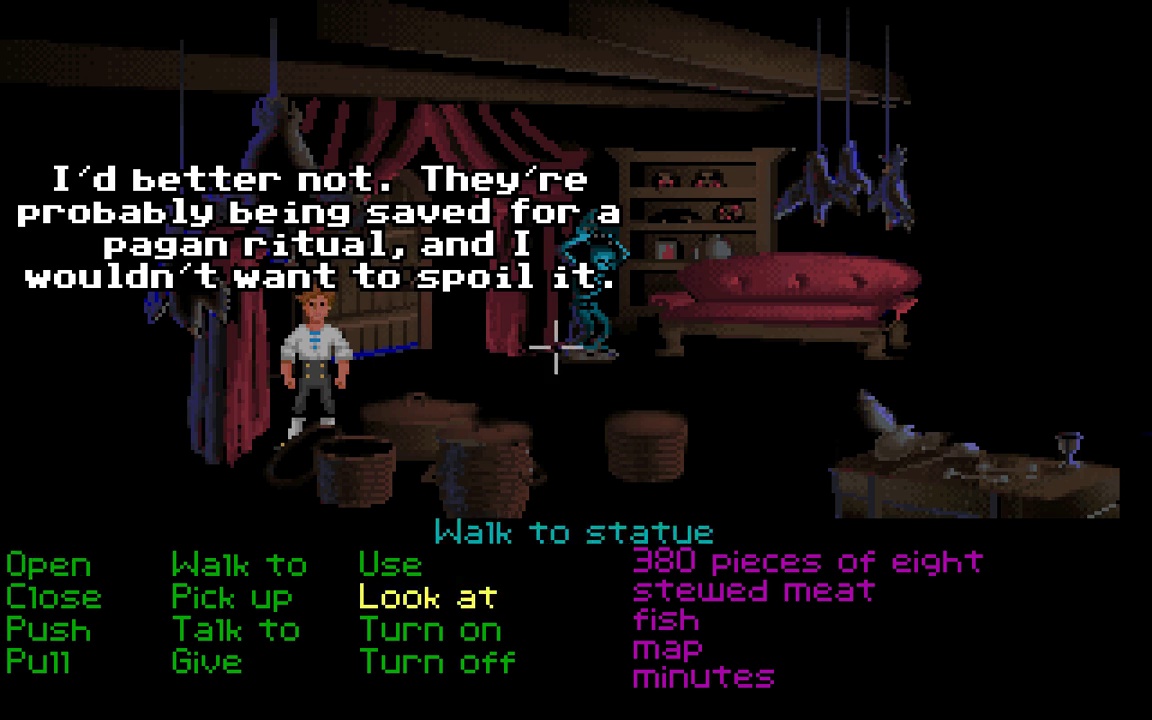 I'd better not. They're
probably being saved for a
pagan ritual, and I
wouldn't want to spoil it.
Walk to statue
Open Walk to Use
Close Pick up Look at
Push Talk to Turn on
Pull Give Turn off
380 pieces of eight
stewed meat
fish
map
minutes